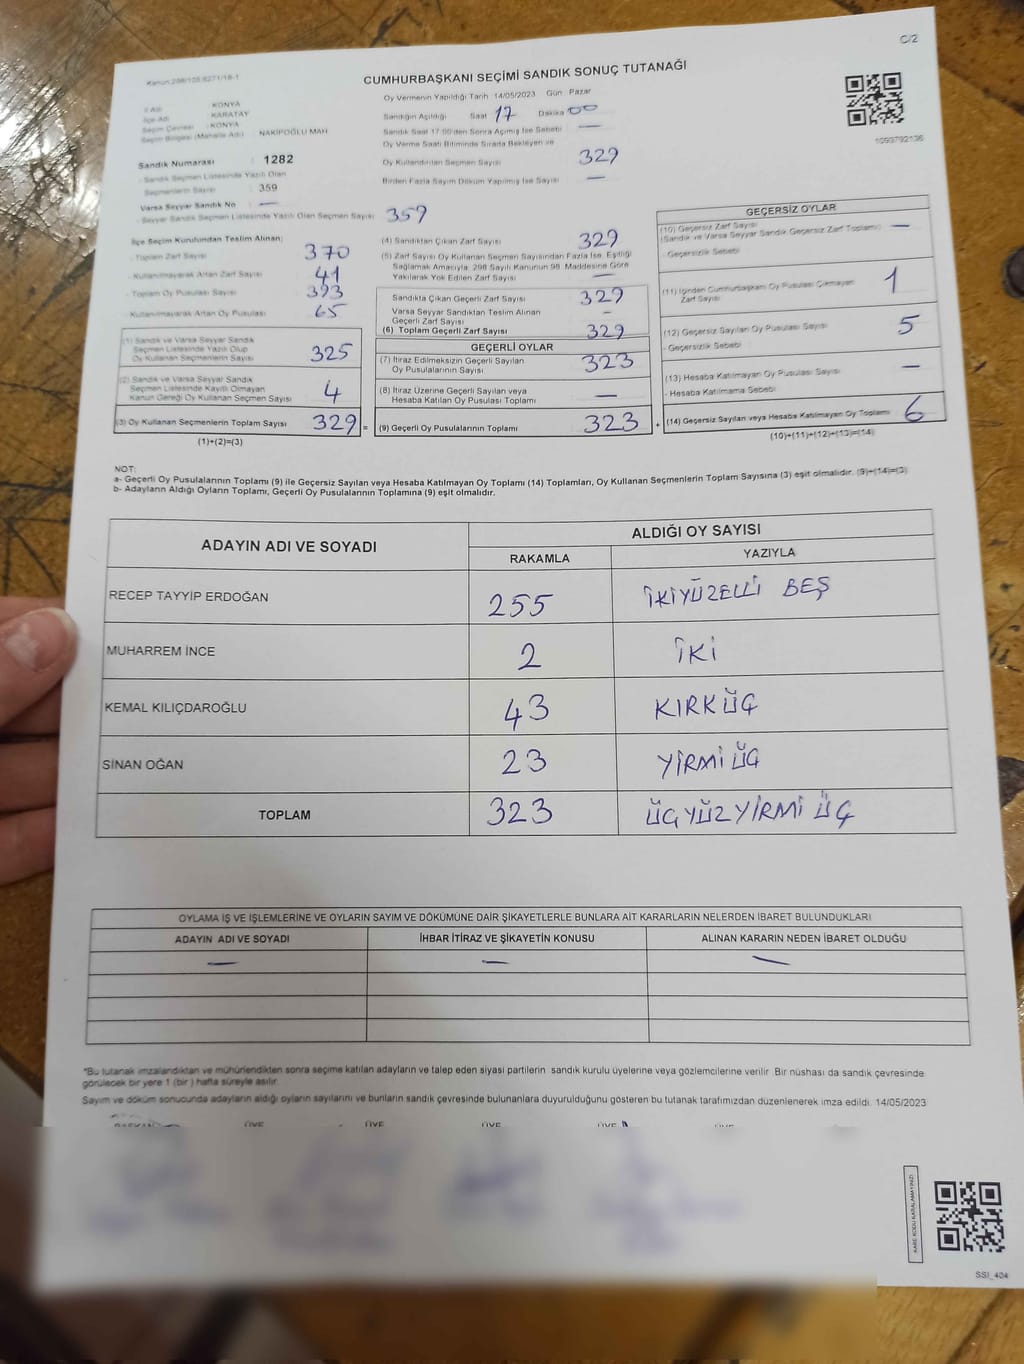 C/2
Kanun:298/105:6271/18-1
CUMHURBAŞKANI SEÇİMİ SANDIK SONUÇ TUTANAĞI
1093792136
İl Adı : KONYA
İlçe Adı : KARATAY
Seçim Çevresi : KONYA
Seçim Bölgesi (Mahalle Adı) : NAKİPOĞLU MAH
Sandık Numarası : 1282
- Sandık Seçmen Listesinde Yazılı Olan
Seçmenlerin Sayısı : 359
Varsa Seyyar Sandık No : —
- Seyyar Sandık Seçmen Listesinde Yazılı Olan Seçmen Sayısı 359
Oy Vermenin Yapıldığı Tarih :14/05/2023 Gün : Pazar
Sandığın Açıldığı Saat 17 Dakika 00
Sandık Saat 17:00'den Sonra Açılmış İse Sebebi —
Oy Verme Saati Bitiminde Sırada Bekleyen ve
Oy Kullandırılan Seçmen Sayısı 329
Birden Fazla Sayım Döküm Yapılmış İse Sayısı —
İlçe Seçim Kurulundan Teslim Alınan;
- Toplam Zarf Sayısı 370
- Kullanılmayarak Artan Zarf Sayısı 41
- Toplam Oy Pusulası Sayısı 393
- Kullanılmayarak Artan Oy Pusulası 65
(1) Sandık ve Varsa Seyyar Sandık
Seçmen Listesinde Yazılı Olup
Oy Kullanan Seçmenlerin Sayısı 325
(2) Sandık ve Varsa Seyyar Sandık
Seçmen Listesinde Kayıtlı Olmayan
Kanun Gereği Oy Kullanan Seçmen Sayısı 4
(3) Oy Kullanan Seçmenlerin Toplam Sayısı 329 =
(1)+(2)=(3)
(4) Sandıktan Çıkan Zarf Sayısı 329
(5) Zarf Sayısı Oy Kullanan Seçmen Sayısından Fazla İse, Eşitliği
Sağlamak Amacıyla; 298 Sayılı Kanunun 98. Maddesine Göre
Yakılarak Yok Edilen Zarf Sayısı —
Sandıkta Çıkan Geçerli Zarf Sayısı 329
Varsa Seyyar Sandıktan Teslim Alınan
Geçerli Zarf Sayısı -
(6) Toplam Geçerli Zarf Sayısı 329
GEÇERLİ OYLAR
(7) İtiraz Edilmeksizin Geçerli Sayılan
Oy Pusulalarının Sayısı 323
(8) İtiraz Üzerine Geçerli Sayılan veya
Hesaba Katılan Oy Pusulası Toplamı —
(9) Geçerli Oy Pusulalarının Toplamı 323 +
GEÇERSİZ OYLAR
(10) Geçersiz Zarf Sayısı
(Sandık ve Varsa Seyyar Sandık Geçersiz Zarf Toplamı) —
-Geçersizlik Sebebi
(11) İçinden Cumhurbaşkanı Oy Pusulası Çıkmayan
Zarf Sayısı 1
(12) Geçersiz Sayılan Oy Pusulası Sayısı 5
- Geçersizlik Sebebi
(13) Hesaba Katılmayan Oy Pusulası Sayısı —
- Hesaba Katılmama Sebebi
(14) Geçersiz Sayılan veya Hesaba Katılmayan Oy Toplamı 6
(10)+(11)+(12)+(13)=(14)
NOT:
a- Geçerli Oy Pusulalarının Toplamı (9) ile Geçersiz Sayılan veya Hesaba Katılmayan Oy Toplamı (14) Toplamları, Oy Kullanan Seçmenlerin Toplam Sayısına (3) eşit olmalıdır. (9)+(14)=(3)
b- Adayların Aldığı Oyların Toplamı, Geçerli Oy Pusulalarının Toplamına (9) eşit olmalıdır.
ADAYIN ADI VE SOYADI ALDIĞI OY SAYISI
RAKAMLA YAZIYLA
RECEP TAYYİP ERDOĞAN 255 İKİYÜZELLİ BEŞ
MUHARREM İNCE 2 İKİ
KEMAL KILIÇDAROĞLU 43 KIRKÜÇ
SİNAN OĞAN 23 YİRMİ ÜÇ
TOPLAM 323 ÜÇYÜZYİRMİ ÜÇ
OYLAMA İŞ VE İŞLEMLERİNE VE OYLARIN SAYIM VE DÖKÜMÜNE DAİR ŞİKAYETLERLE BUNLARA AİT KARARLARIN NELERDEN İBARET BULUNDUKLARI
ADAYIN ADI VE SOYADI İHBAR İTİRAZ VE ŞİKAYETİN KONUSU ALINAN KARARIN NEDEN İBARET OLDUĞU
— — —
*Bu tutanak imzalandıktan ve mühürlendikten sonra seçime katılan adayların ve talep eden siyasi partilerin sandık kurulu üyelerine veya gözlemcilerine verilir .Bir nüshası da sandık çevresinde
görülecek bir yere 1 (bir ) hafta süreyle asılır.
Sayım ve döküm sonucunda adayların aldığı oyların sayılarını ve bunların sandık çevresinde bulunanlara duyurulduğunu gösteren bu tutanak tarafımızdan düzenlenerek imza edildi. 14/05/2023
BAŞKAN ÜYE ÜYE ÜYE ÜYE ÜYE
KARE KODU KARALAMAYINIZ!
SSI_404